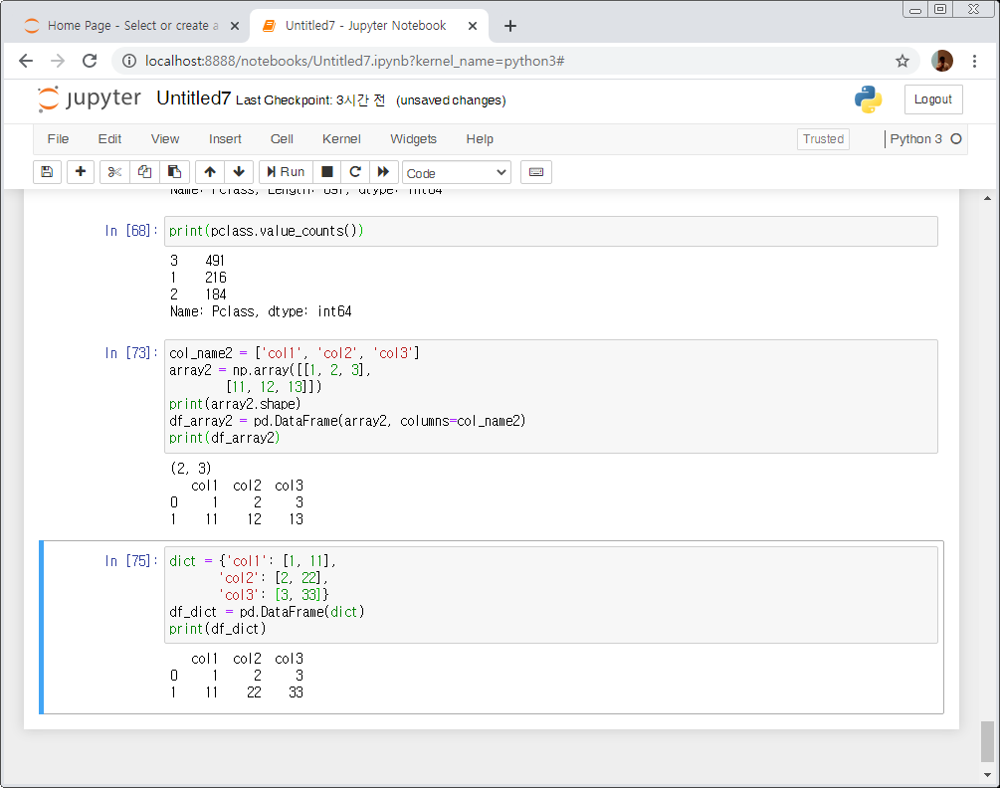 Home Page - Select or create a
Untitled7 - Jupyter Notebook
localhost:8888/notebooks/Untitled7.ipynb?kernel_name=python3#
jupyter Untitled7 Last Checkpoint: 3시간 전 (unsaved changes)
Logout
File Edit View Insert Cell Kernel Widgets Help
Trusted
Python 3
Run
Code
Name: Pclass, Length: 891, dtype: int64
In [68]: print(pclass.value_counts())
3 491
1 216
2 184
Name: Pclass, dtype: int64
In [73]: col_name2 = ['col1', 'col2', 'col3']
array2 = np.array([[1, 2, 3],
[11, 12, 13]])
print(array2.shape)
df_array2 = pd.DataFrame(array2, columns=col_name2)
print(df_array2)
(2, 3)
col1 col2 col3
0 1 2 3
1 11 12 13
In [75]: dict = {'col1': [1, 11],
'col2': [2, 22],
'col3': [3, 33]}
df_dict = pd.DataFrame(dict)
print(df_dict)
col1 col2 col3
0 1 2 3
1 11 22 33